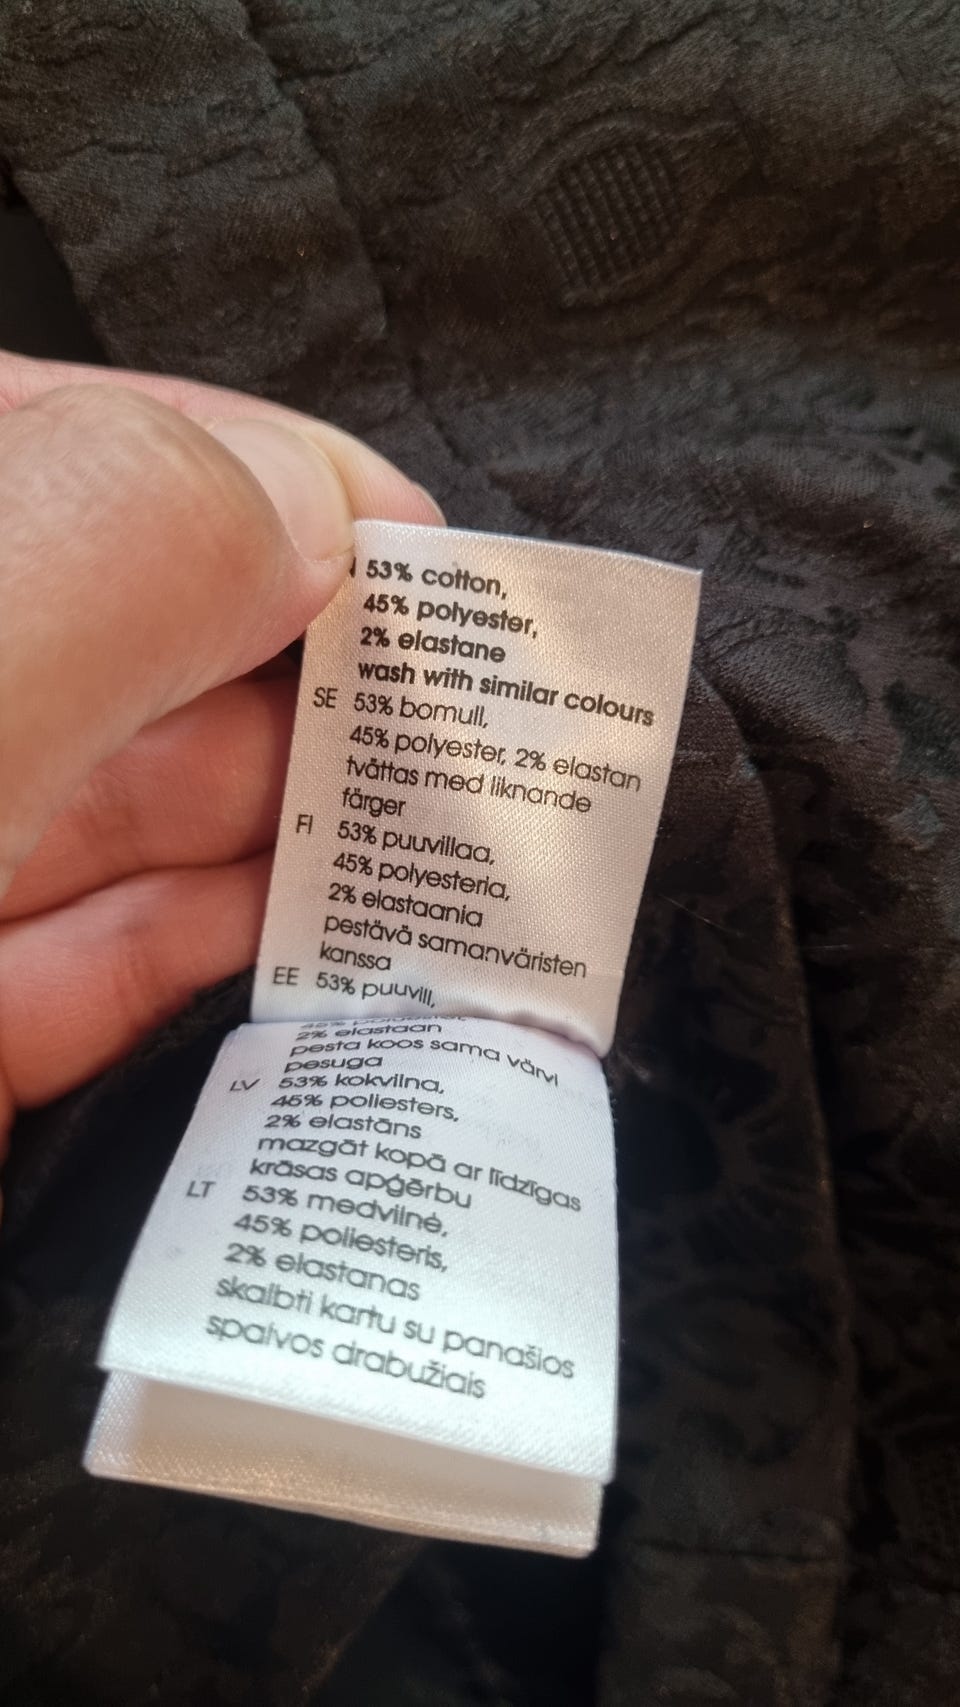 53% cotton,
45% polyester,
2% elastane
wash with similar colours
SE 53% bomull,
45% polyester, 2% elastan
tvättas med liknande
färger
FI 53% puuvillaa,
45% polyesteria,
2% elastaania
pestävä samanväristen
kanssa
EE 53% puuvill,
2% elastaan
pesta koos sama värvi
pesuga
LV 53% kokvilna,
45% poliesters,
2% elastāns
mazgāt kopā ar līdzīgas
krāsas apģērbu
LT 53% medvilnė,
45% poliesteris,
2% elastanas
skalbti kartu su panašios
spalvos drabužiais